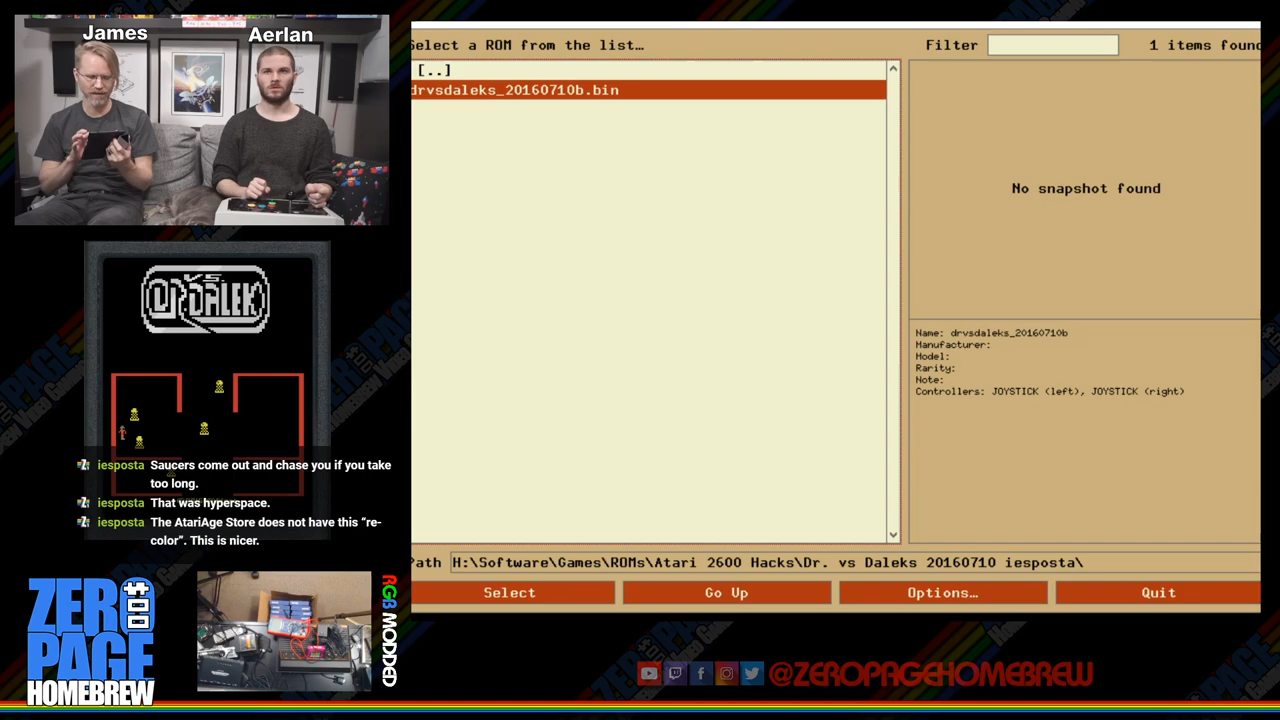 James
Aerlan
VS.
DR. DALEK
iesposta Saucers come out and chase you if you take
too long.
iesposta That was hyperspace.
iesposta The AtariAge Store does not have this “re-
color”. This is nicer.
ZERO
PAGE
HOMEBREW
RGB MODDED
Select a ROM from the list…
Filter
1 items found
[..]
drvsdaleks_20160710b.bin
No snapshot found
Name: drvsdaleks_20160710b
Manufacturer:
Model:
Rarity:
Note:
Controllers: JOYSTICK (left), JOYSTICK (right)
Path H:\Software\Games\ROMs\Atari 2600 Hacks\Dr. vs Daleks 20160710 iesposta\
Select
Go Up
Options…
Quit
@ZEROPAGEHOMEBREW